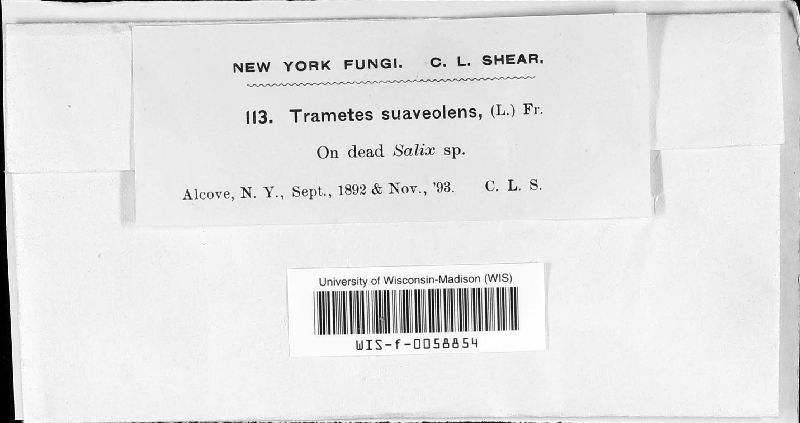 NEW YORK FUNGI. C. L. SHEAR.
113. Trametes suaveolens, (L.) Fr.
On dead Salix sp.
Alcove, N. Y., Sept., 1892 & Nov., '93. C. L. S.
University of Wisconsin-Madison (WIS)
WIS-f-0058854